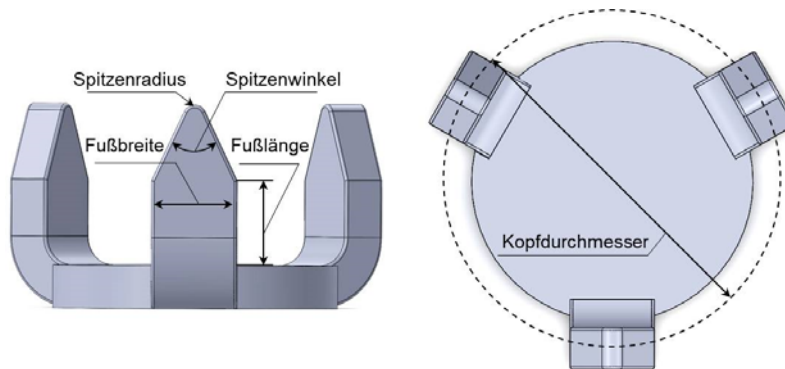 Spitzenradius
Spitzenwinkel
Fußbreite
Fußlänge
Kopfdurchmesser